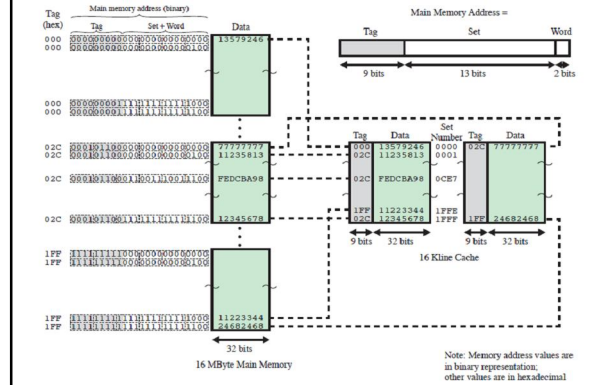 Tag (hex)
Main memory address (binary)
Tag Set + Word Data
000 13579246
000
000
000
02C 77777777
02C 11235813
02C FEDCBA98
02C 12345678
1FF
1FF
1FF 11223344
1FF 24682468
32 bits
16 MByte Main Memory
Main Memory Address =
Tag Set Word
9 bits 13 bits 2 bits
Tag Data Set Number Tag Data
000 13579246 0000 02C 77777777
02C 11235813 0001
02C FEDCBA98 0CE7
1FF 11223344 1FFE
02C 12345678 1FFF 1FF 24682468
9 bits 32 bits 9 bits 32 bits
16 Kline Cache
Note: Memory address values are
in binary representation;
other values are in hexadecimal